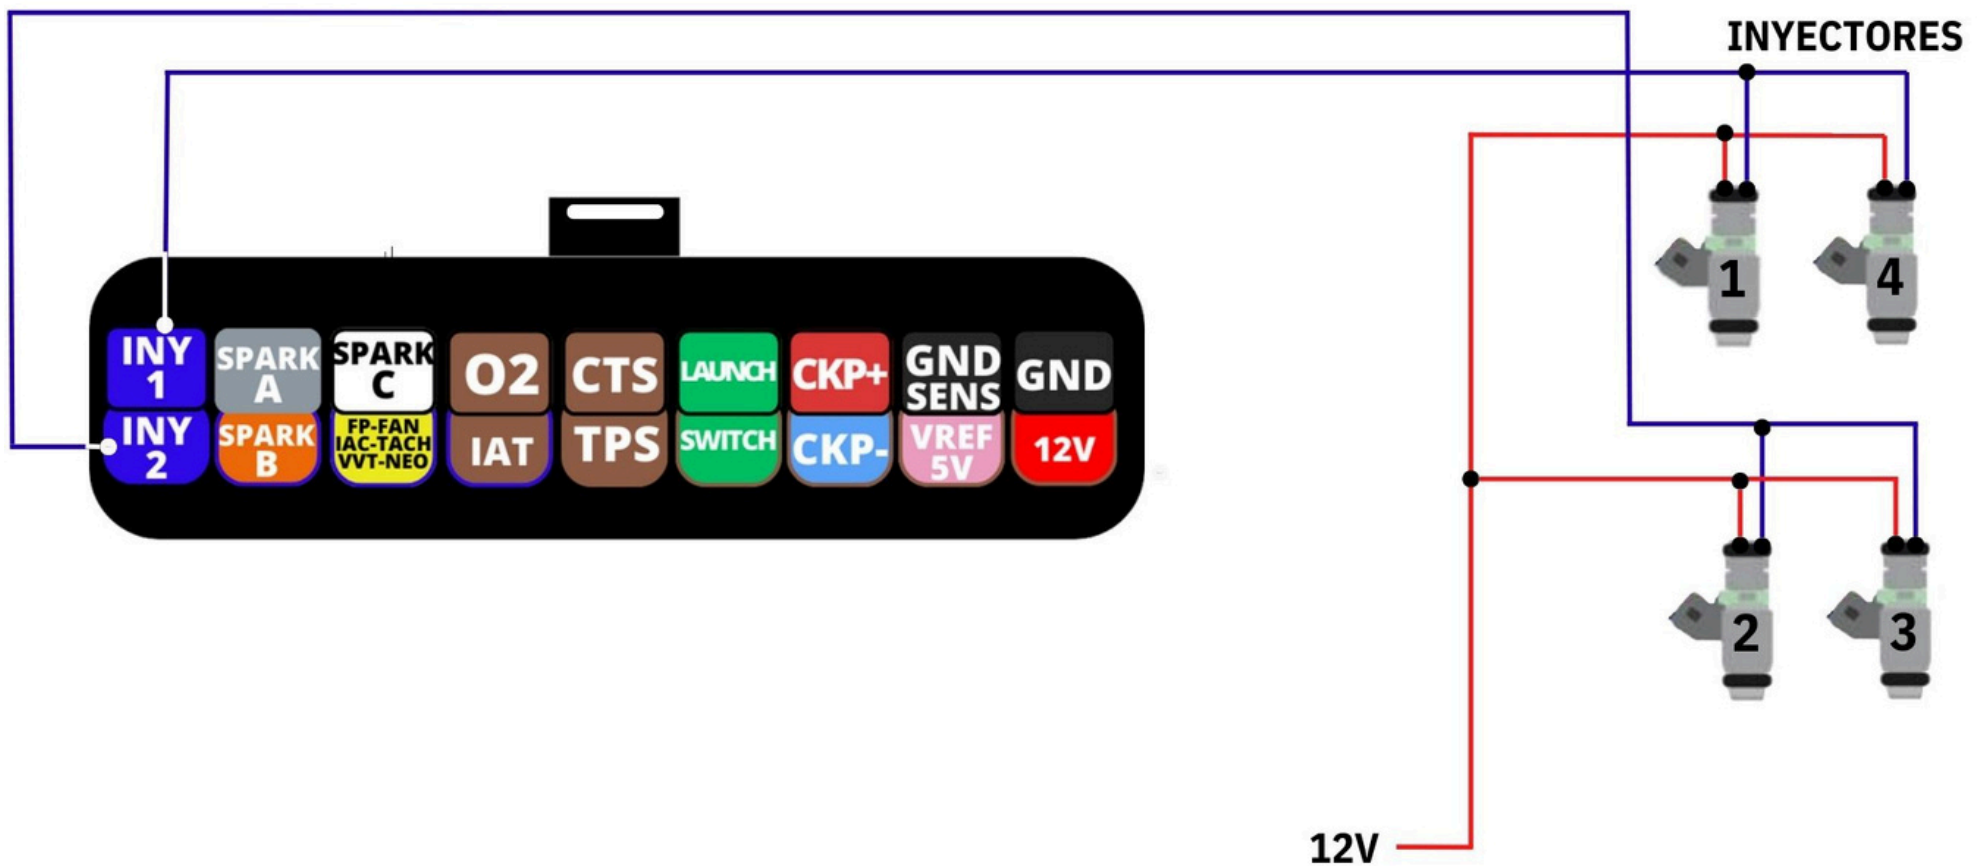 INYECTORES
1
4
INY
1
SPARK
A
SPARK
C
O2
CTS
LAUNCH
CKP+
GND
SENS
GND
INY
2
SPARK
B
FP-FAN
IAC-TACH
VVT-NEO
IAT
TPS
SWITCH
CKP-
VREF
5V
12V
2
3
12V